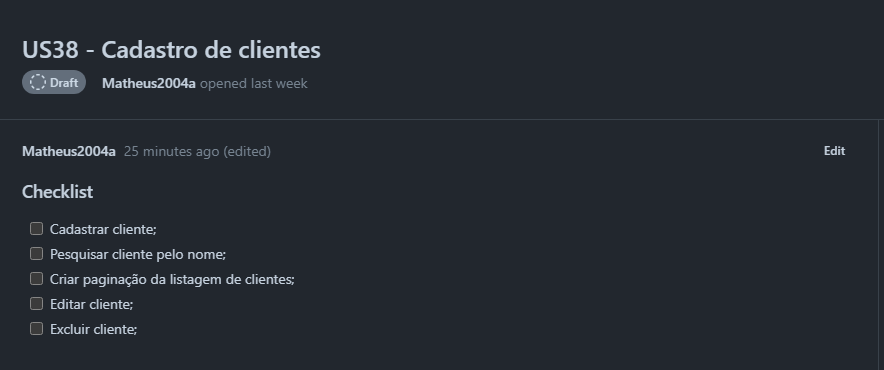 US38 - Cadastro de clientes
Draft Matheus2004a opened last week
Matheus2004a 25 minutes ago (edited) Edit
Checklist
Cadastrar cliente;
Pesquisar cliente pelo nome;
Criar paginação da listagem de clientes;
Editar cliente;
Excluir cliente;